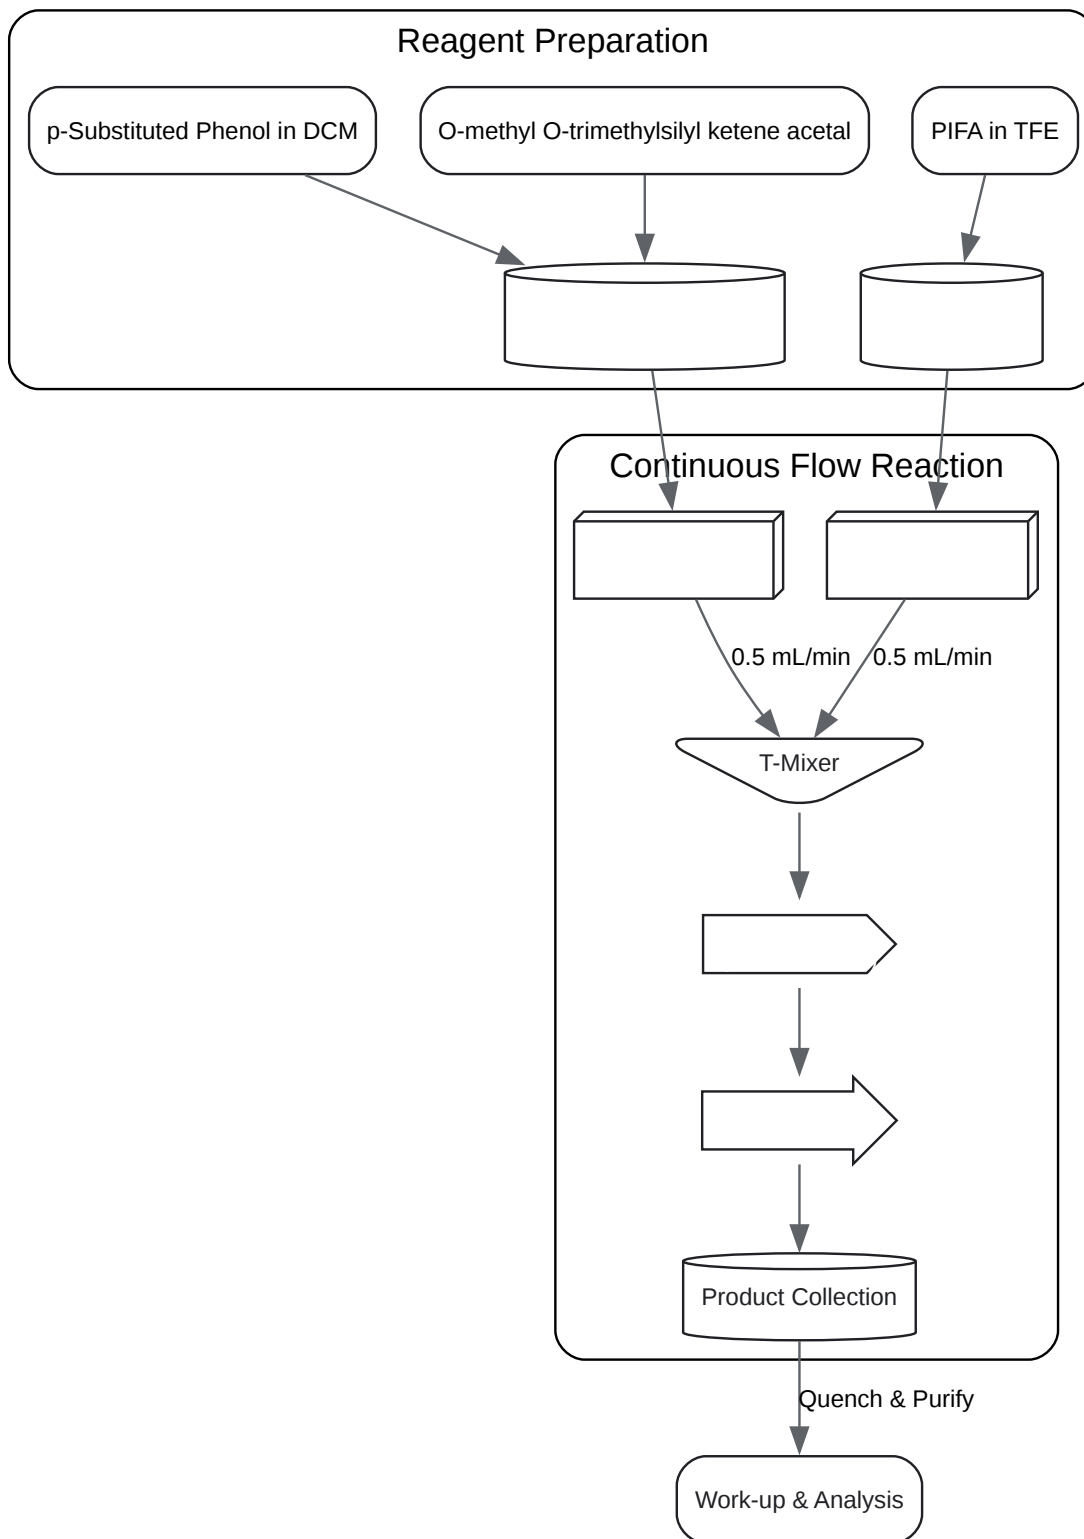 Reagent Preparation
p-Substituted Phenol in DCM
O-methyl O-trimethylsilyl ketene acetal
PIFA in TFE
Continuous Flow Reaction
0.5 mL/min
0.5 mL/min
T-Mixer
Product Collection
Quench & Purify
Work-up & Analysis